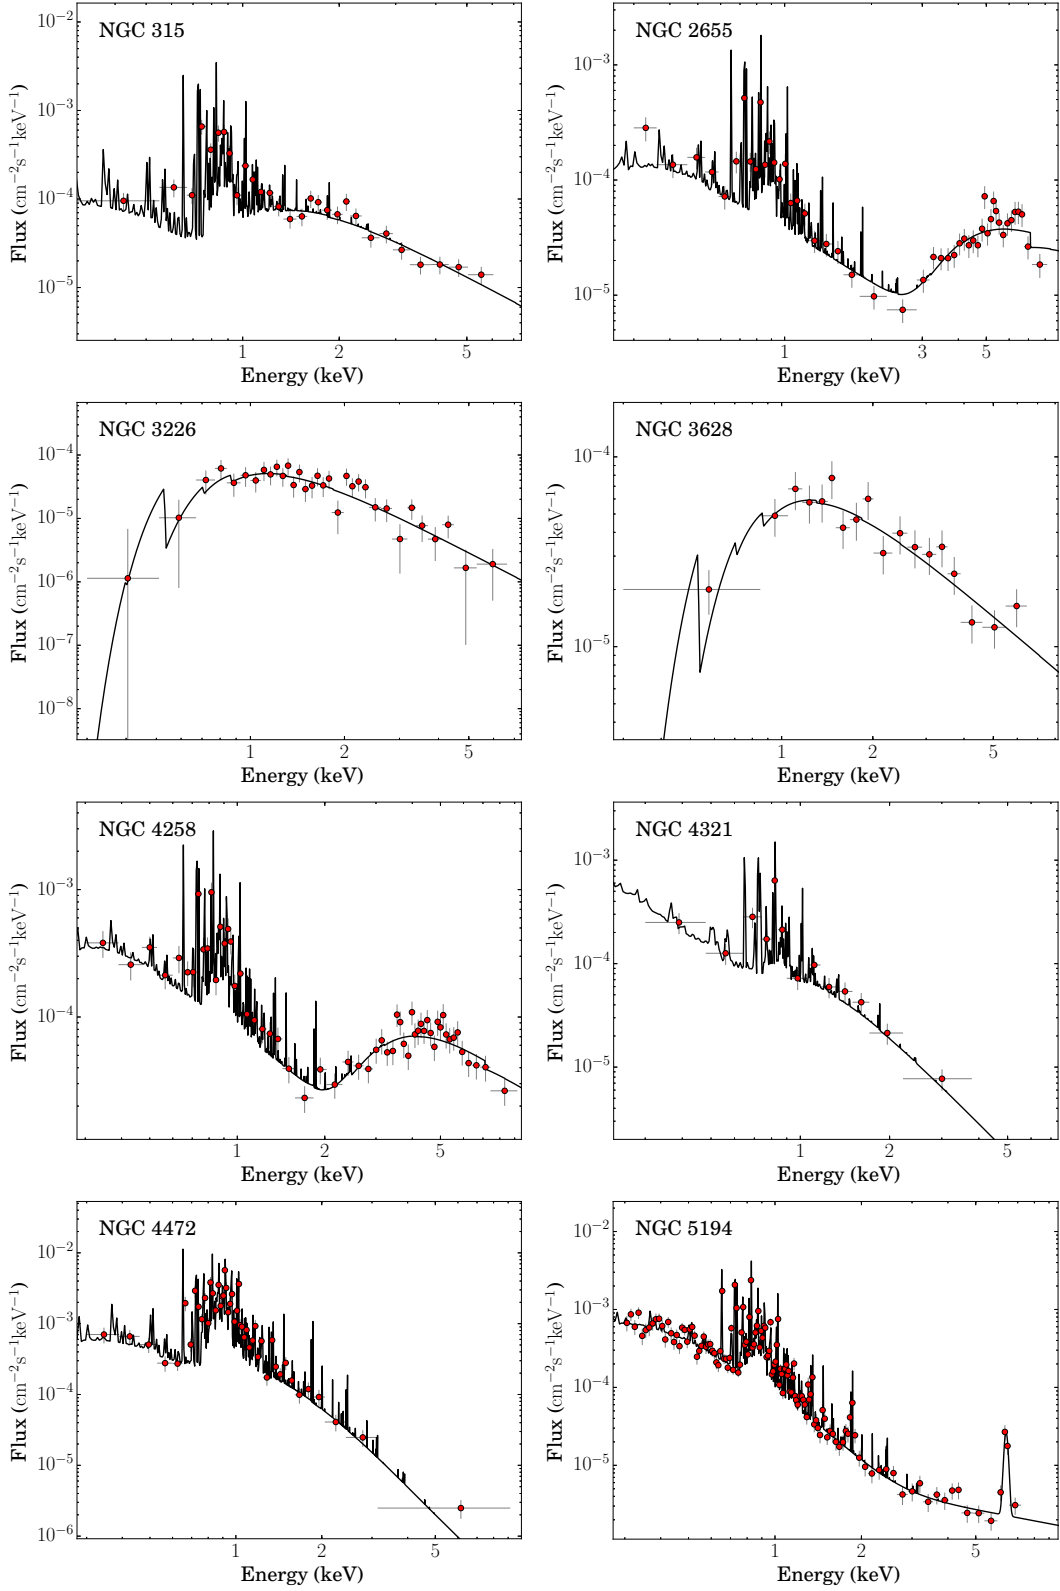 NGC 315
10⁻²
10⁻³
10⁻⁴
10⁻⁵
Flux (cm⁻²s⁻¹keV⁻¹)
1 2 5
Energy (keV)
NGC 2655
10⁻³
10⁻⁴
10⁻⁵
Flux (cm⁻²s⁻¹keV⁻¹)
1 3 5
Energy (keV)
NGC 3226
10⁻⁴
10⁻⁵
10⁻⁶
10⁻⁷
10⁻⁸
Flux (cm⁻²s⁻¹keV⁻¹)
1 2 5
Energy (keV)
NGC 3628
10⁻⁴
10⁻⁵
Flux (cm⁻²s⁻¹keV⁻¹)
1 2 5
Energy (keV)
NGC 4258
10⁻³
10⁻⁴
Flux (cm⁻²s⁻¹keV⁻¹)
1 2 5
Energy (keV)
NGC 4321
10⁻³
10⁻⁴
10⁻⁵
Flux (cm⁻²s⁻¹keV⁻¹)
1 2 5
Energy (keV)
NGC 4472
10⁻²
10⁻³
10⁻⁴
10⁻⁵
10⁻⁶
Flux (cm⁻²s⁻¹keV⁻¹)
1 5
Energy (keV)
NGC 5194
10⁻²
10⁻³
10⁻⁴
10⁻⁵
Flux (cm⁻²s⁻¹keV⁻¹)
1 2 5
Energy (keV)